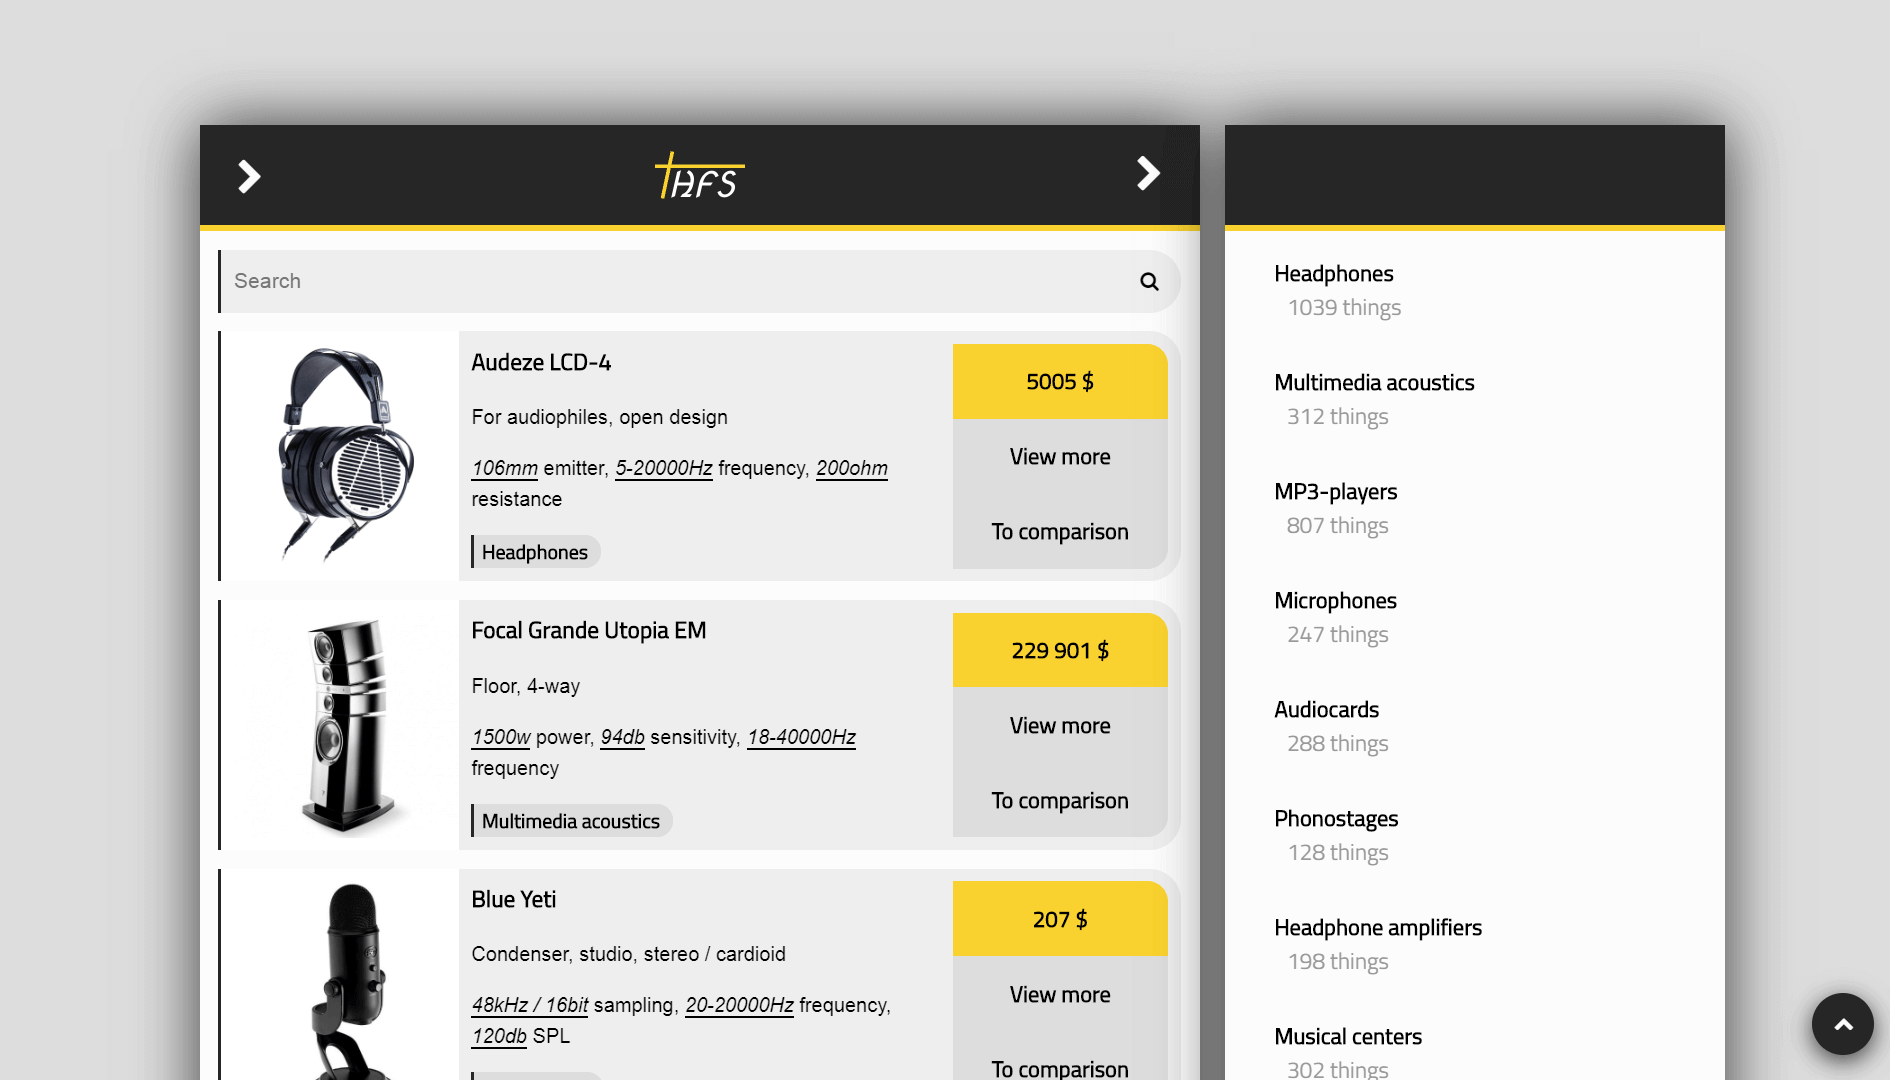 THFS
Search
Audeze LCD-4
For audiophiles, open design
106mm emitter, 5-20000Hz frequency, 200ohm
resistance
Headphones
5005 $
View more
To comparison
Focal Grande Utopia EM
Floor, 4-way
1500w power, 94db sensitivity, 18-40000Hz
frequency
Multimedia acoustics
229 901 $
View more
To comparison
Blue Yeti
Condenser, studio, stereo / cardioid
48kHz / 16bit sampling, 20-20000Hz frequency,
120db SPL
207 $
View more
To comparison
Headphones
1039 things
Multimedia acoustics
312 things
MP3-players
807 things
Microphones
247 things
Audiocards
288 things
Phonostages
128 things
Headphone amplifiers
198 things
Musical centers
302 things